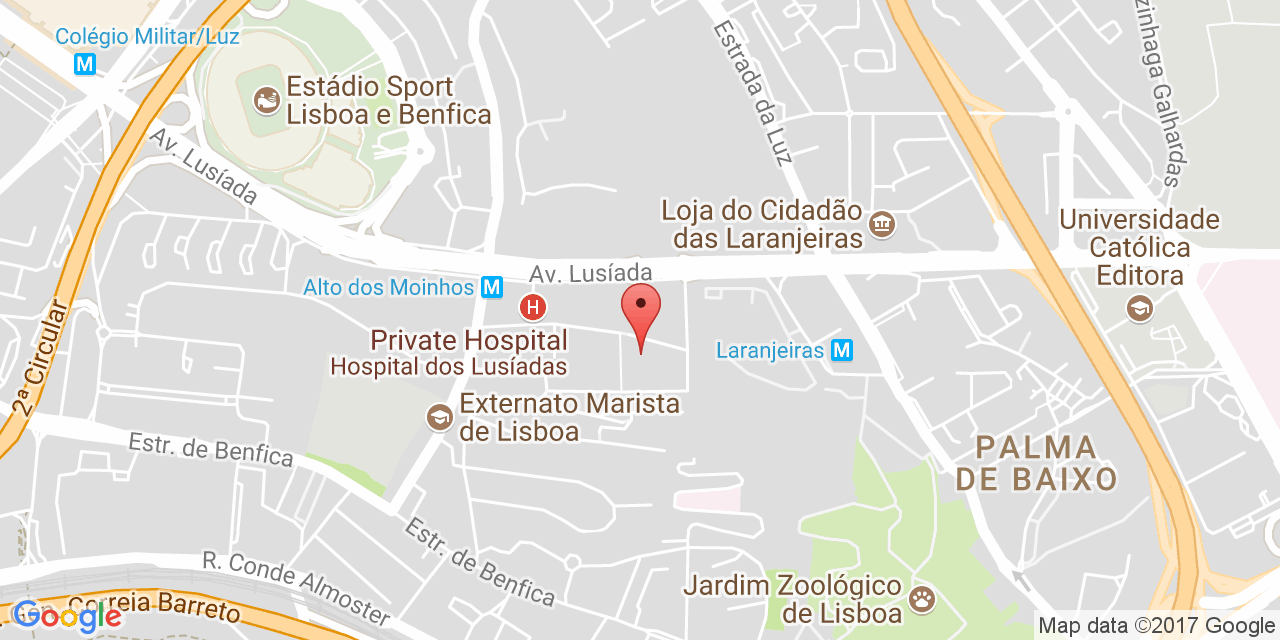 Colégio Militar/Luz
M
Estádio Sport
Lisboa e Benfica
Av. Lusíada
Estrada da Luz
zinhaga Galhardas
Loja do Cidadão
das Laranjeiras
Universidade
Católica
Editora
Av. Lusíada
Alto dos Moinhos
M
H
Private Hospital
Hospital dos Lusíadas
Laranjeiras
M
2ª Circular
Externato Marista
de Lisboa
Estr. de Benfica
PALMA
DE BAIXO
Estr. de Benfica
R. Conde Almoster
Correia Barreto
Jardim Zoológico
de Lisboa
Google
Map data ©2017 Google